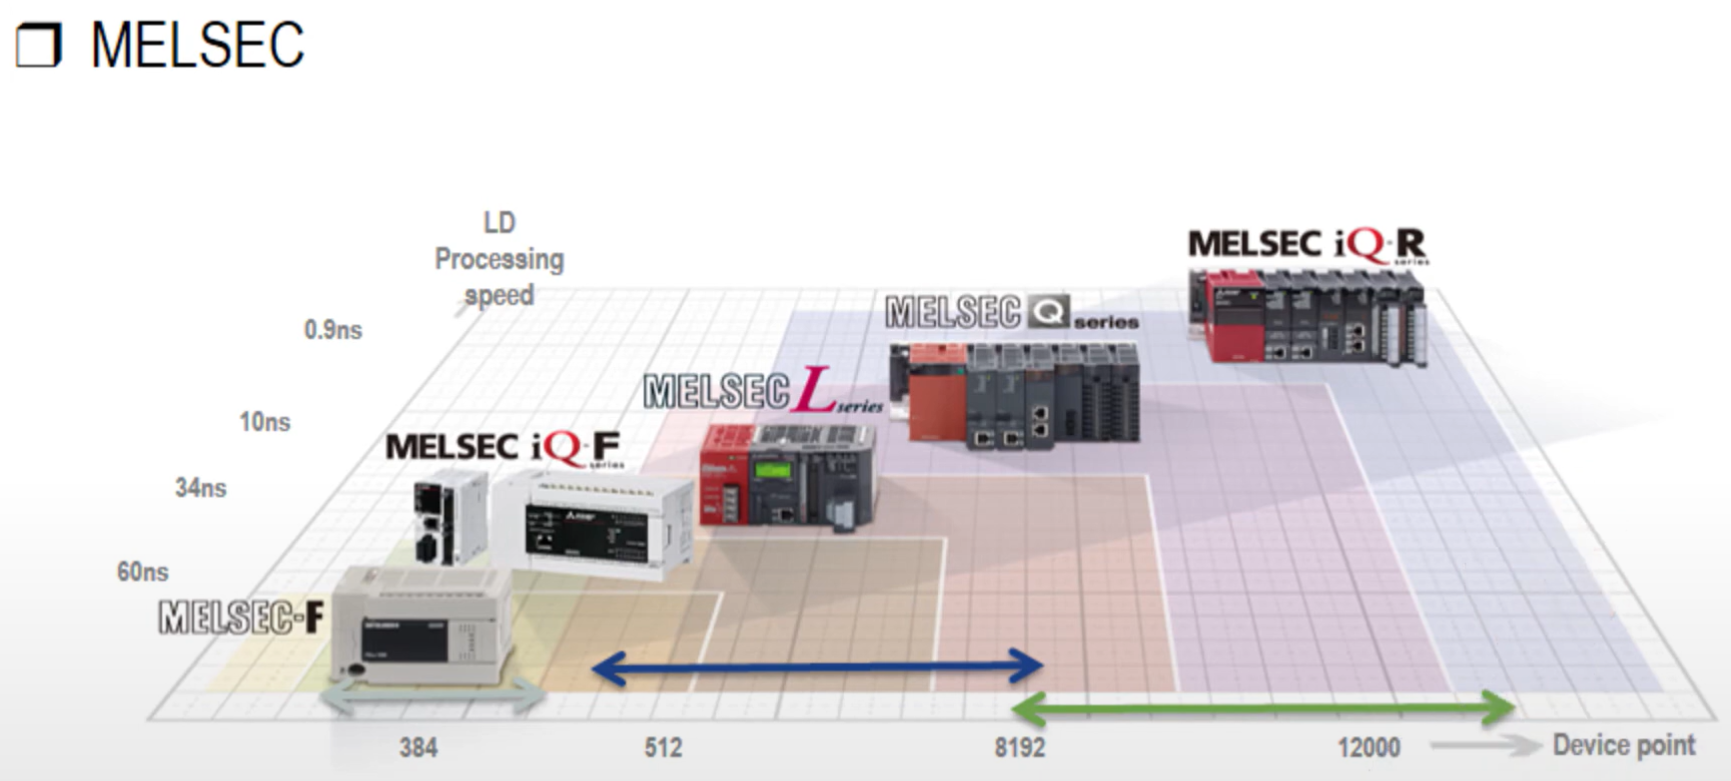 MELSEC
LD
Processing
speed
MELSEC iQ-R
series
MELSEC Q series
0.9ns
MELSEC L series
10ns
MELSEC iQ-F
series
34ns
60ns
MELSEC-F
384
512
8192
12000
Device point